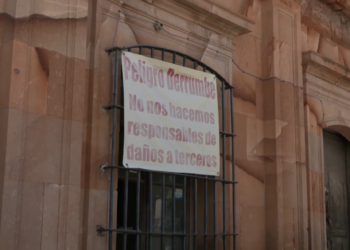 Peligro derrumbe
No nos hacemos
responsables de
daños a terceros